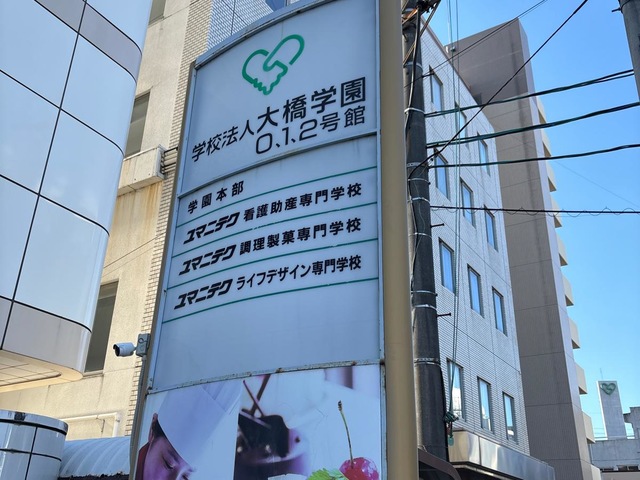 学校法人大橋学園
0、1、2号館
学園本部
ユマニテク 看護助産専門学校
ユマニテク 調理製菓専門学校
ユマニテク ライフデザイン専門学校